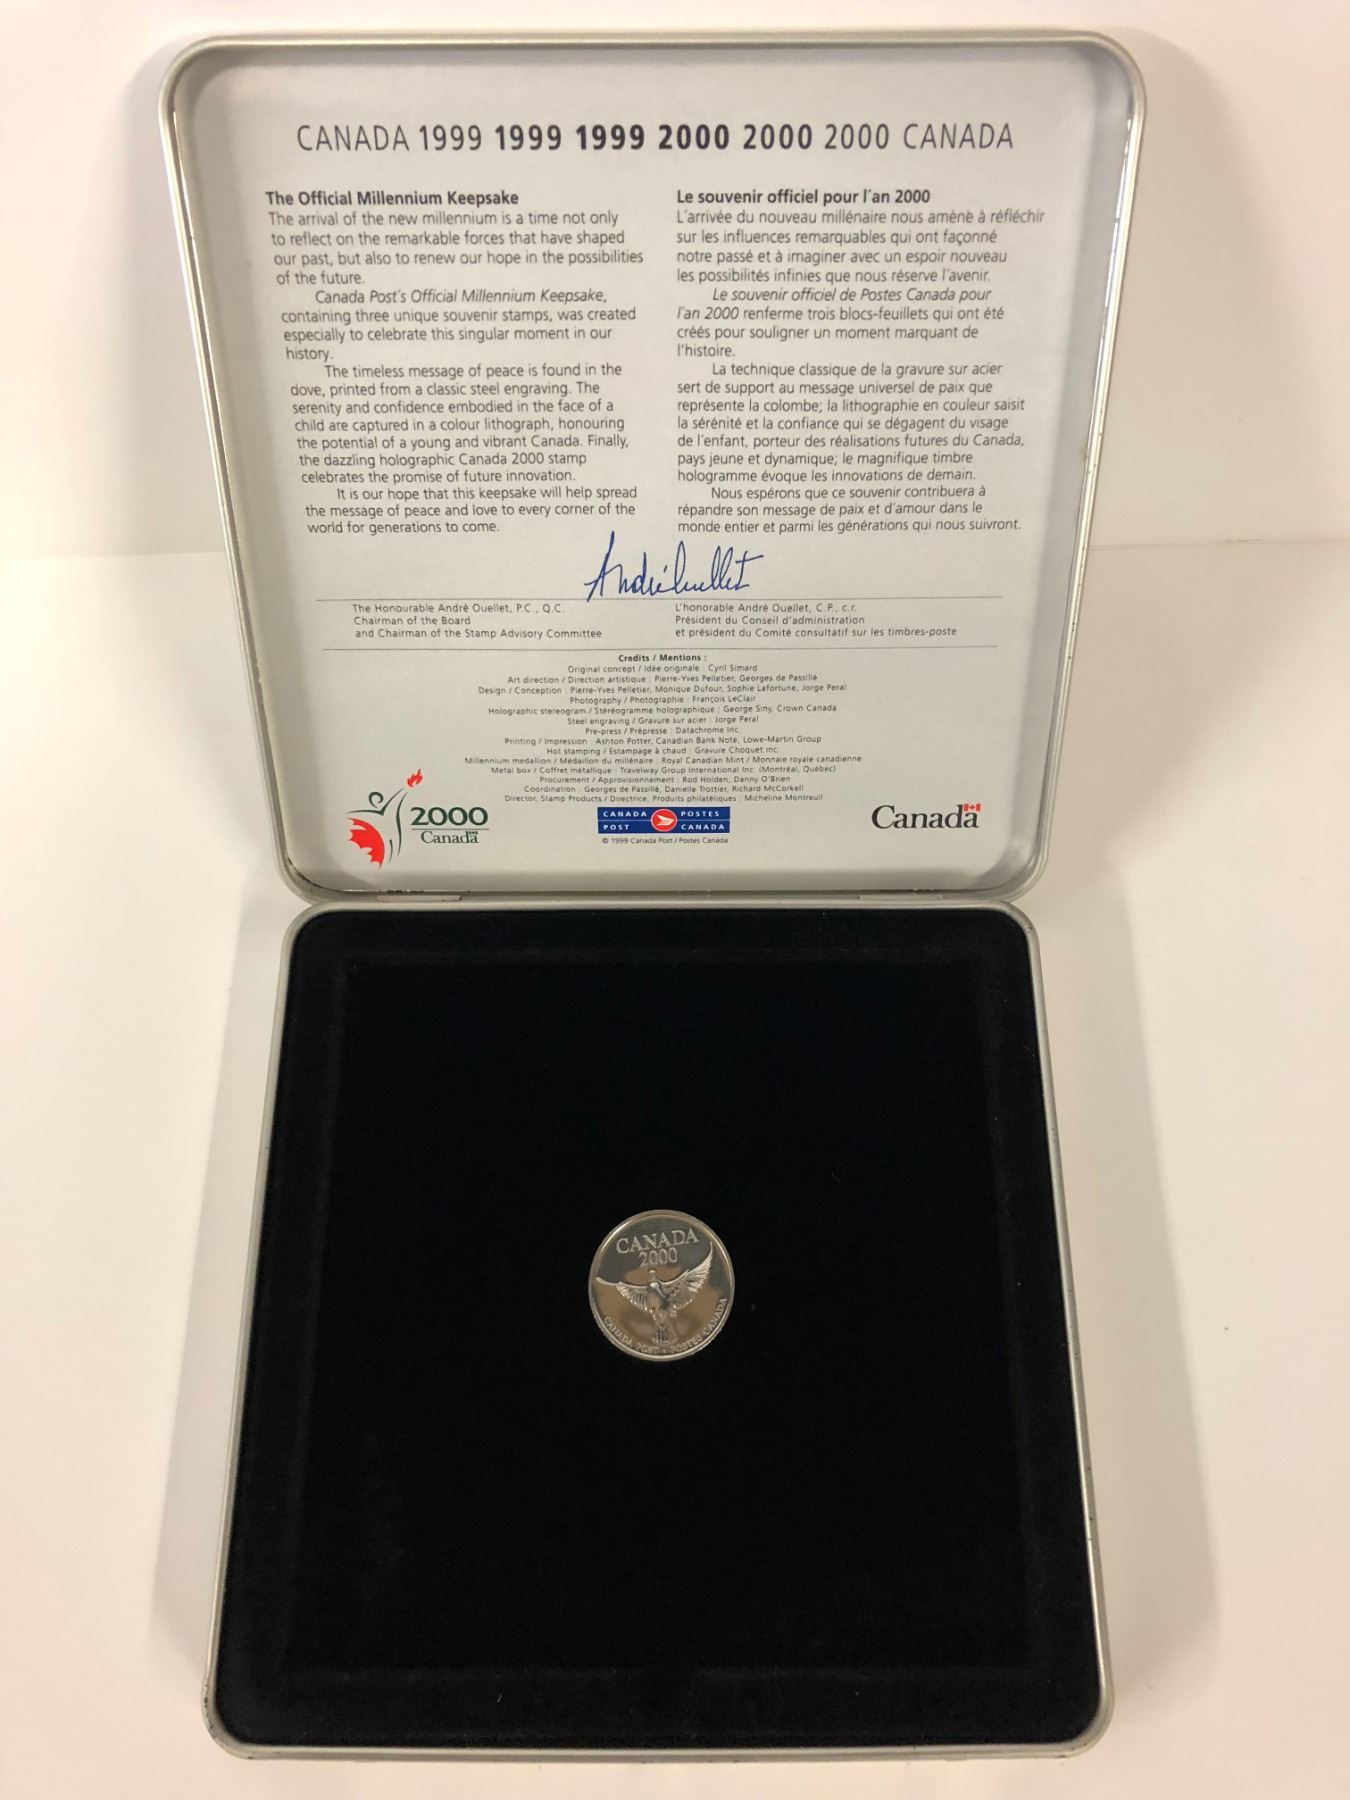 CANADA 1999 1999 1999 2000 2000 2000 CANADA
The Official Millennium Keepsake
The arrival of the new millennium is a time not only
to reflect on the remarkable forces that have shaped
our past, but also to renew our hope in the possibilities
of the future.
Canada Post's Official Millennium Keepsake,
containing three unique souvenir stamps, was created
especially to celebrate this singular moment in our
history.
The timeless message of peace is found in the
dove, printed from a classic steel engraving. The
serenity and confidence embodied in the face of a
child are captured in a colour lithograph, honouring
the potential of a young and vibrant Canada. Finally,
the dazzling holographic Canada 2000 stamp
celebrates the promise of future innovation.
It is our hope that this keepsake will help spread
the message of peace and love to every corner of the
world for generations to come.
Le souvenir officiel pour l'an 2000
L'arrivée du nouveau millénaire nous amène à réfléchir
sur les influences remarquables qui ont façonné
notre passé et à imaginer avec un espoir nouveau
les possibilités infinies que nous réserve l'avenir.
Le souvenir officiel de Postes Canada pour
l'an 2000 renferme trois blocs-feuillets qui ont été
créés pour souligner un moment marquant de
l'histoire.
La technique classique de la gravure sur acier
sert de support au message universel de paix que
représente la colombe; la lithographie en couleur saisit
la sérénité et la confiance qui se dégagent du visage
de l'enfant, porteur des réalisations futures du Canada,
pays jeune et dynamique; le magnifique timbre
hologramme évoque les innovations de demain.
Nous espérons que ce souvenir contribuera à
répandre son message de paix et d'amour dans le
monde entier et parmi les générations qui nous suivront.
André Ouellet
The Honourable André Ouellet, P.C., Q.C.
Chairman of the Board
and Chairman of the Stamp Advisory Committee
L'honorable André Ouellet, C.P., c.r.
Président du Conseil d'administration
et président du Comité consultatif sur les timbres-poste
Credits / Mentions :
Original concept / Idée originale : Cyril Simard
Art direction / Direction artistique : Pierre-Yves Pelletier, Georges de Passillé
Design / Conception : Pierre-Yves Pelletier, Monique Dufour, Sophie Lafortune, Jorge Peral
Photography / Photographie : François LeClair
Holographic stereogram / Stéréogramme holographique : George Siny, Crown Canada
Steel engraving / Gravure sur acier : Jorge Peral
Pre-press / Prépresse : Datachrome Inc.
Printing / Impression : Ashton Potter, Canadian Bank Note, Lowe-Martin Group
Hot stamping / Estampage à chaud : Gravure Choquet inc.
Millennium medallion / Médaillon du millénaire : Royal Canadian Mint / Monnaie royale canadienne
Metal box / Coffret métallique : Travelway Group International Inc. (Montréal, Québec)
Procurement / Approvisionnement : Rod Holden, Danny O'Brien
Coordination : Georges de Passillé, Danielle Trottier, Richard McCorkell
Director, Stamp Products / Directrice, Produits philatéliques : Micheline Montreuil
2000
Canada
CANADA POSTES
POST CANADA
© 1999 Canada Post / Postes Canada
Canada
CANADA
2000
CANADA POST • POSTES CANADA